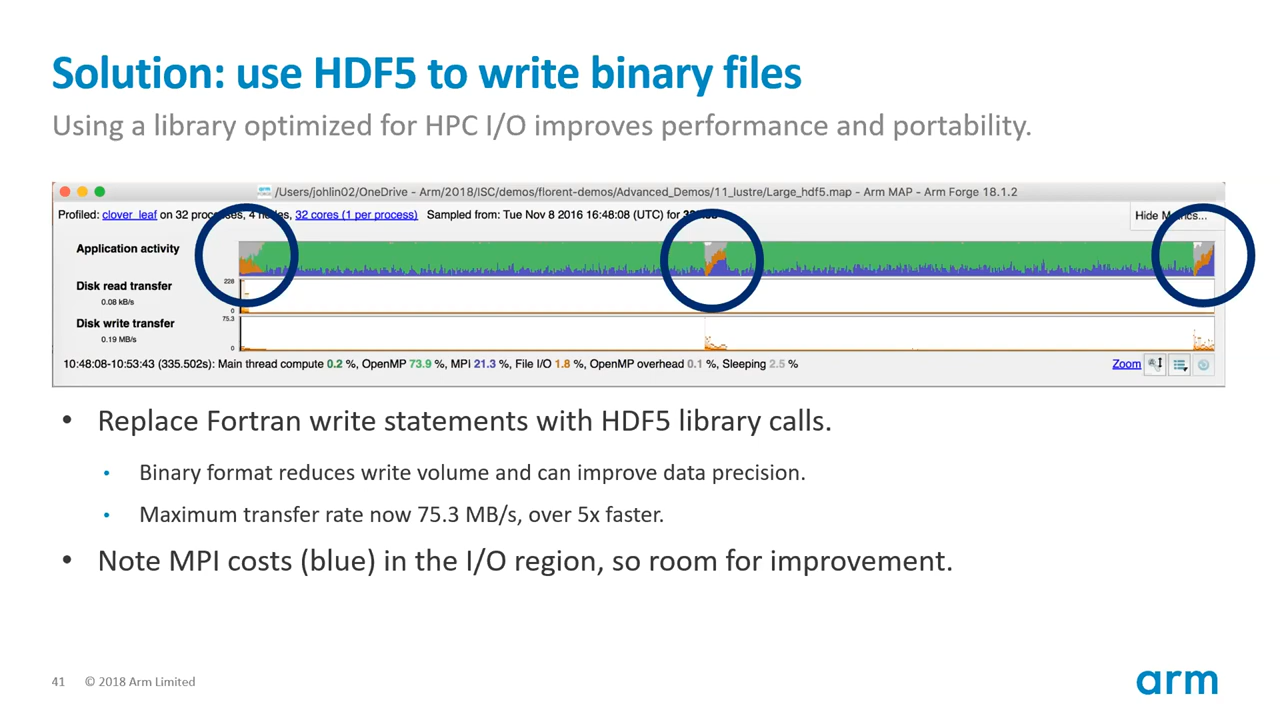 Solution: use HDF5 to write binary files
Using a library optimized for HPC I/O improves performance and portability.
/Users/johlin02/OneDrive - Arm/2018/ISC/demos/florent-demos/Advanced_Demos/11_lustre/Large_hdf5.map - Arm MAP - Arm Forge 18.1.2
Profiled: clover_leaf on 32 processes, 4 nodes, 32 cores (1 per process) Sampled from: Tue Nov 8 2016 16:48:08 (UTC) for
Hide Metrics...
Application activity
Disk read transfer
0.08 kB/s
228
0
Disk write transfer
0.19 MB/s
75.3
0
10:48:08-10:53:43 (335.502s): Main thread compute 0.2 %, OpenMP 73.9 %, MPI 21.3 %, File I/O 1.8 %, OpenMP overhead 0.1 %, Sleeping 2.5 %
Zoom
• Replace Fortran write statements with HDF5 library calls.
• Binary format reduces write volume and can improve data precision.
• Maximum transfer rate now 75.3 MB/s, over 5x faster.
• Note MPI costs (blue) in the I/O region, so room for improvement.
41 © 2018 Arm Limited
arm